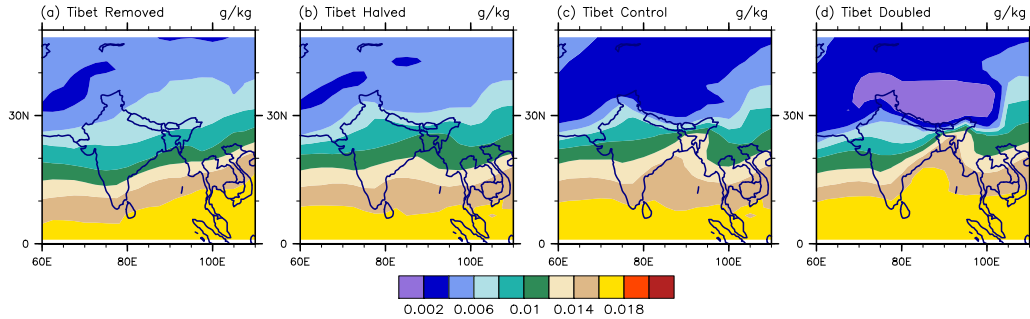 (a) Tibet Removed g/kg (b) Tibet Halved g/kg (c) Tibet Control g/kg (d) Tibet Doubled g/kg
30N 30N 30N 30N
0 0 0 0
60E 80E 100E 60E 80E 100E 60E 80E 100E 60E 80E 100E
0.002 0.006 0.01 0.014 0.018